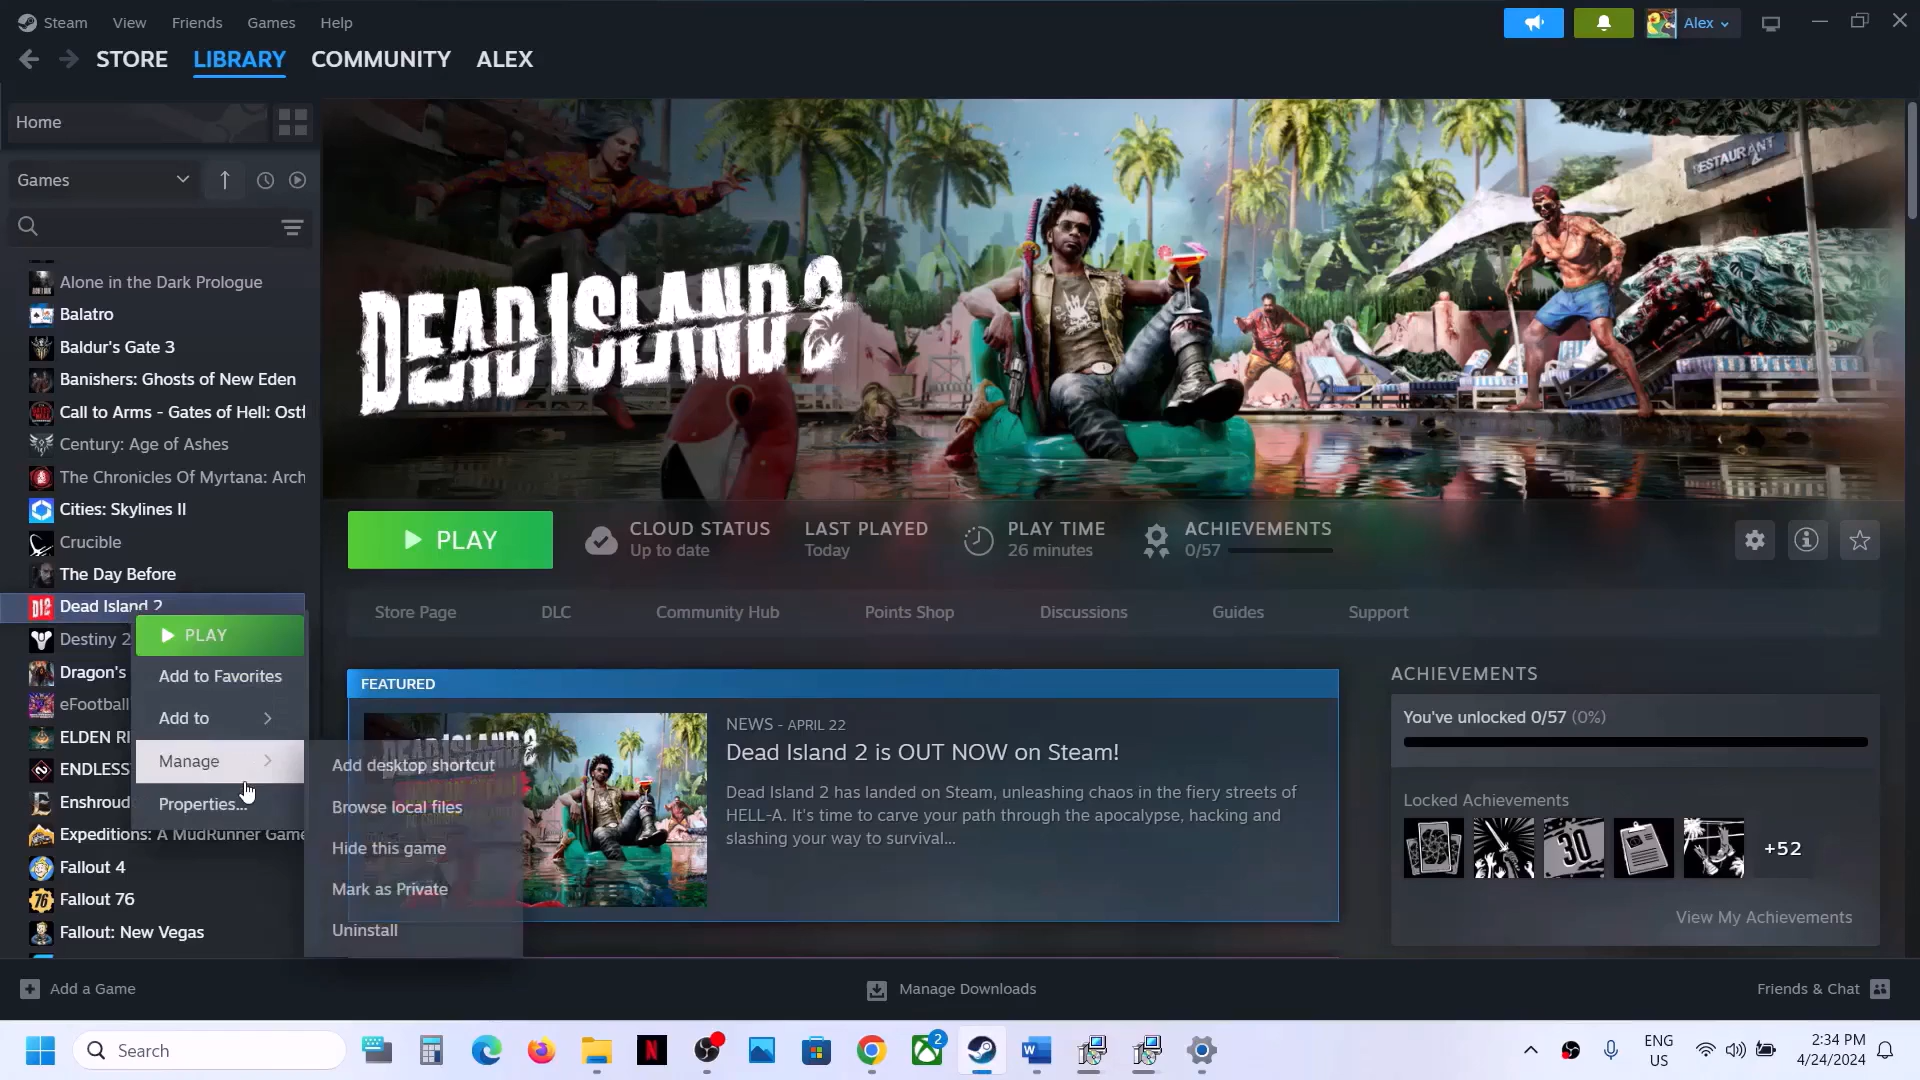 Steam
View
Friends
Games
Help
Alex
STORE
LIBRARY
COMMUNITY
ALEX
Home
Games
Alone in the Dark Prologue
Balatro
Baldur's Gate 3
Banishers: Ghosts of New Eden
Call to Arms - Gates of Hell: Ostf
Century: Age of Ashes
The Chronicles Of Myrtana: Arch
Cities: Skylines II
Crucible
The Day Before
Dead Island 2
Destiny 2
Dragon's
eFootball
ELDEN RI
ENDLESS
Enshroud
Expeditions: A MudRunner Game
Fallout 4
Fallout 76
Fallout: New Vegas
PLAY
Add to Favorites
Add to
Manage
Properties...
Add desktop shortcut
Browse local files
Hide this game
Mark as Private
Uninstall
RESTAURANT
DEAD ISLAND 2
PLAY
CLOUD STATUS
Up to date
LAST PLAYED
Today
PLAY TIME
26 minutes
ACHIEVEMENTS
0/57
Store Page
DLC
Community Hub
Points Shop
Discussions
Guides
Support
FEATURED
NEWS - APRIL 22
Dead Island 2 is OUT NOW on Steam!
Dead Island 2 has landed on Steam, unleashing chaos in the fiery streets of
HELL-A. It's time to carve your path through the apocalypse, hacking and
slashing your way to survival...
ACHIEVEMENTS
You've unlocked 0/57 (0%)
Locked Achievements
30
+52
View My Achievements
Add a Game
Manage Downloads
Friends & Chat
Search
2
ENG
US
2:34 PM
4/24/2024